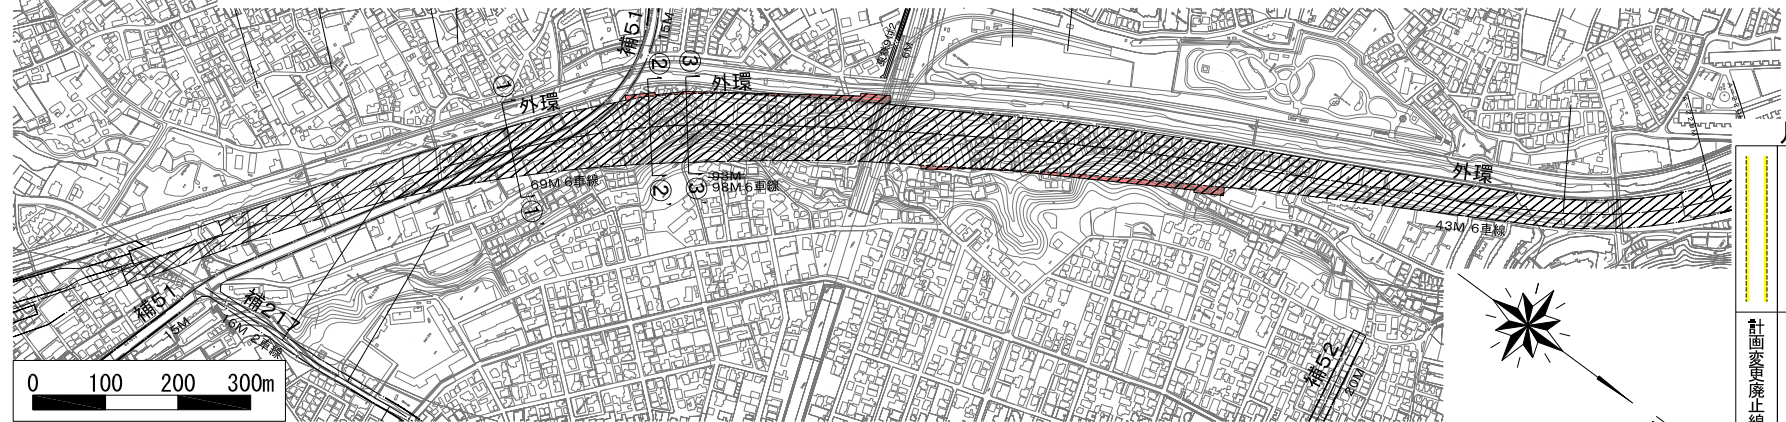 補51
15M
6M
①
②
③
外環
外環
外環
69M 6車線
93M
98M 6車線
①
②
③
43M 6車線
補51
15M
補217
16M 2車線
補52
20M
0 100 200 300m
計画変更廃止線